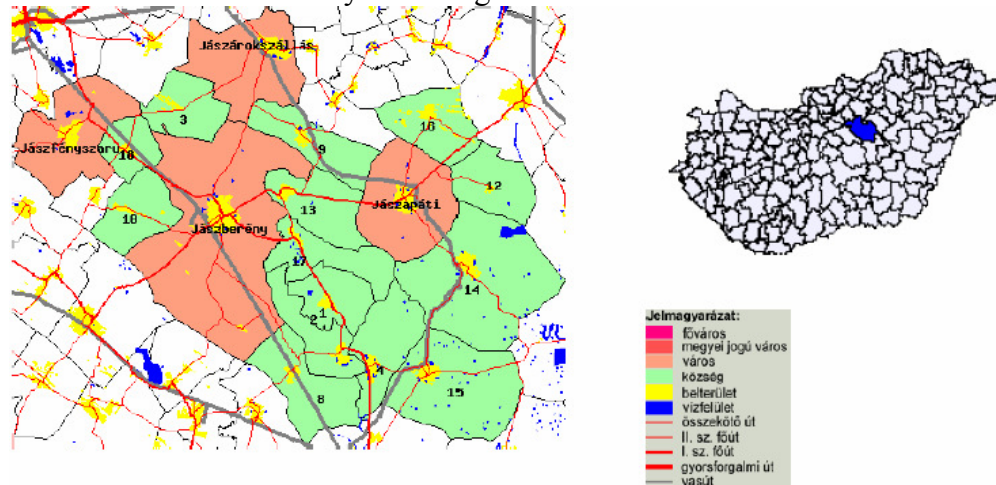 Jászárokszállás
3
16
9
Jászfényszaru
18
12
Jászapáti
13
10
Jászberény
17
14
1
2
4
15
8
Jelmagyarázat:
főváros
megyei jogú város
város
község
belterület
vízfelület
összekötő út
II. sz. főút
I. sz. főút
gyorsforgalmi út
vasút